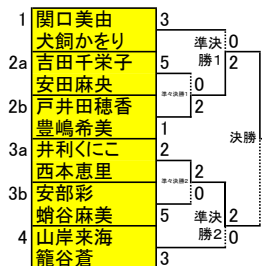 1 関口美由 3
犬飼かをり 準決 0
2a 吉田千栄子 5 勝1 2
安田麻央 準々決勝1 0
2b 戸井田穂香 2
豊嶋希美 1 決勝
3a 井利くにこ 2
西本恵里 準々決勝2 2
3b 安部彩 0
蛸谷麻美 5 準決 2
4 山岸来海 勝2 0
籠谷蒼 3